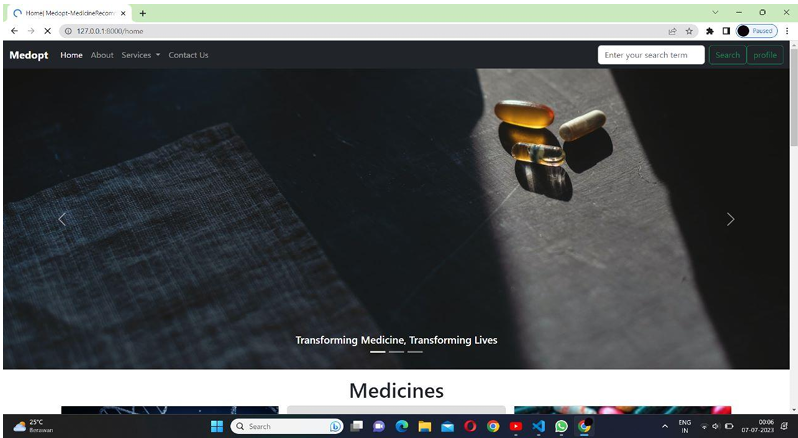 Home| Medopt-MedicineRecom
Paused
127.0.0.1:8000/home
Medopt Home About Services Contact Us Enter your search term Search profile
Transforming Medicine, Transforming Lives
Medicines
25°C
Berawan
Search
ENG
IN
00:06
07-07-2023